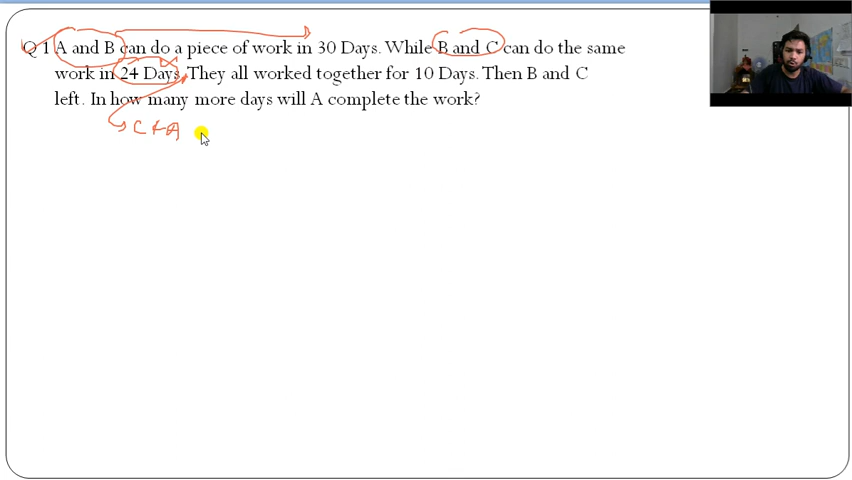 Q 1 A and B can do a piece of work in 30 Days. While B and C can do the same
work in 24 Days. They all worked together for 10 Days. Then B and C
left. In how many more days will A complete the work?
C & A